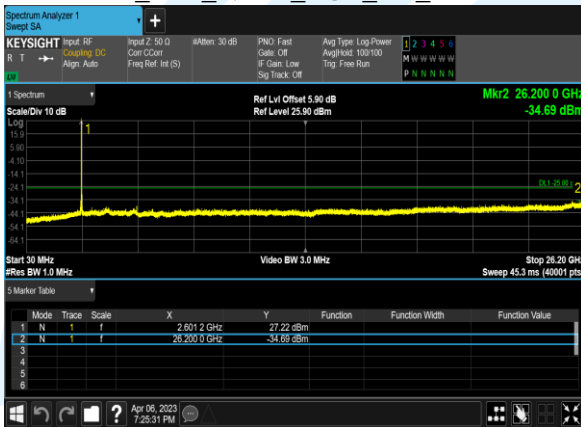 Spectrum Analyzer 1
Swept SA
+
KEYSIGHT Input: RF Input Z: 50 Ω #Atten: 30 dB PNO: Fast Avg Type: Log-Power 1 2 3 4 5 6
R T Coupling: DC Corr CCorr Gate: Off Avg|Hold: 100/100 M W W W W W
Align: Auto Freq Ref: Int (S) IF Gain: Low Trig: Free Run
Sig Track: Off P N N N N N
1 Spectrum
Ref Lvl Offset 5.90 dB Mkr2 26.200 0 GHz
Scale/Div 10 dB Ref Level 25.90 dBm -34.69 dBm
Log
15.9 1
5.90
-4.10
-14.1
-24.1 DL1 -25.00
2
-34.1
-44.1
-54.1
-64.1
Start 30 MHz Video BW 3.0 MHz Stop 26.20 GHz
#Res BW 1.0 MHz Sweep 45.3 ms (40001 pts
5 Marker Table
Mode Trace Scale X Y Function Function Width Function Value
1 N 1 f 2.601 2 GHz 27.22 dBm
2 N 1 f 26.200 0 GHz -34.69 dBm
3
4
5
6
? Apr 06, 2023
7:25:31 PM